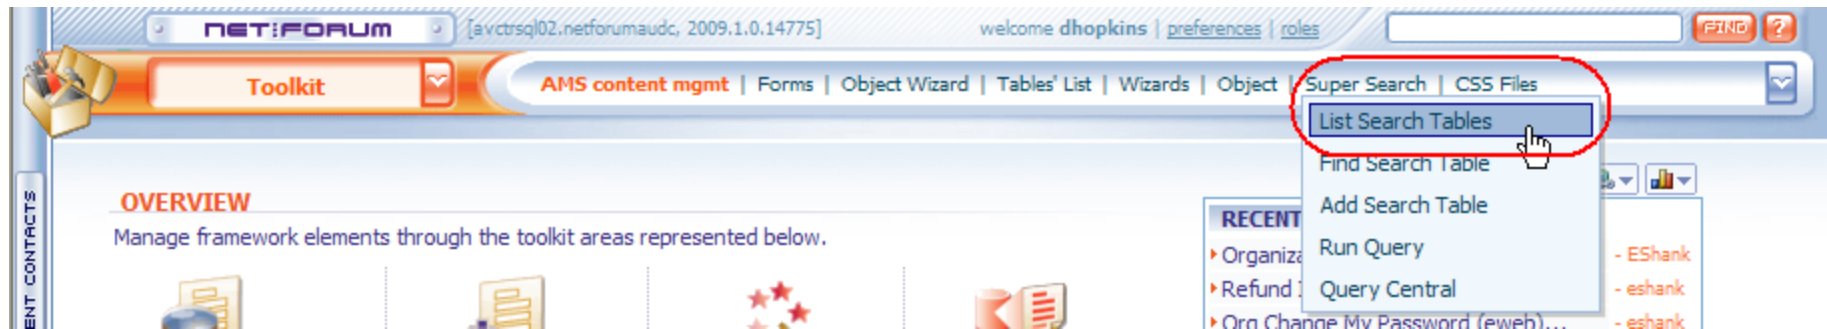 NET:FORUM [avctrsql02.netforumaudc, 2009.1.0.14775] welcome dhopkins | preferences | roles FIND ?
Toolkit AMS content mgmt | Forms | Object Wizard | Tables' List | Wizards | Object | Super Search | CSS Files
List Search Tables
Find Search Table
Add Search Table
Run Query
Query Central
OVERVIEW
Manage framework elements through the toolkit areas represented below.
RECENT
Organiza - EShank
Refund - eshank
Org Change My Password (eweb)... - eshank
ENT CONTACTS